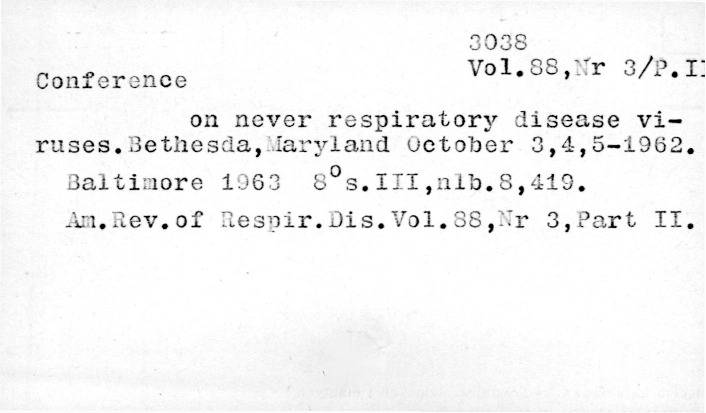 3038
Vol.88,Nr 3/P.II
Conference
on never respiratory disease vi-
ruses.Bethesda,Maryland October 3,4,5-1962.
Baltimore 1963 8⁰s.III,nlb.8,419.
Am.Rev.of Respir.Dis.Vol.88,Nr 3,Part II.